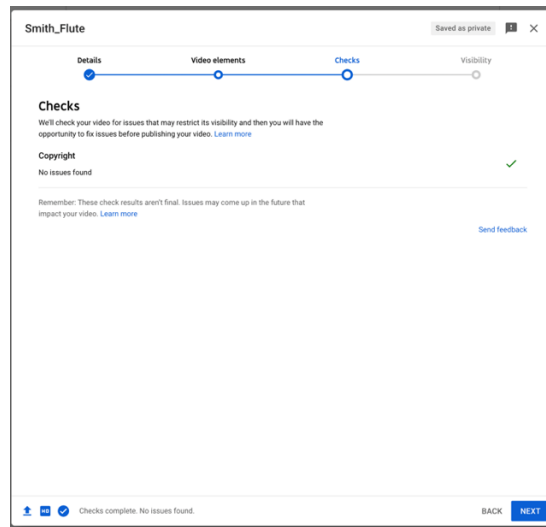 Smith_Flute
Saved as private
Details
Video elements
Checks
Visibility
Checks
We'll check your video for issues that may restrict its visibility and then you will have the
opportunity to fix issues before publishing your video. Learn more
Copyright
No issues found
Remember: These check results aren't final. Issues may come up in the future that
impact your video. Learn more
Send feedback
HD
Checks complete. No issues found.
BACK
NEXT